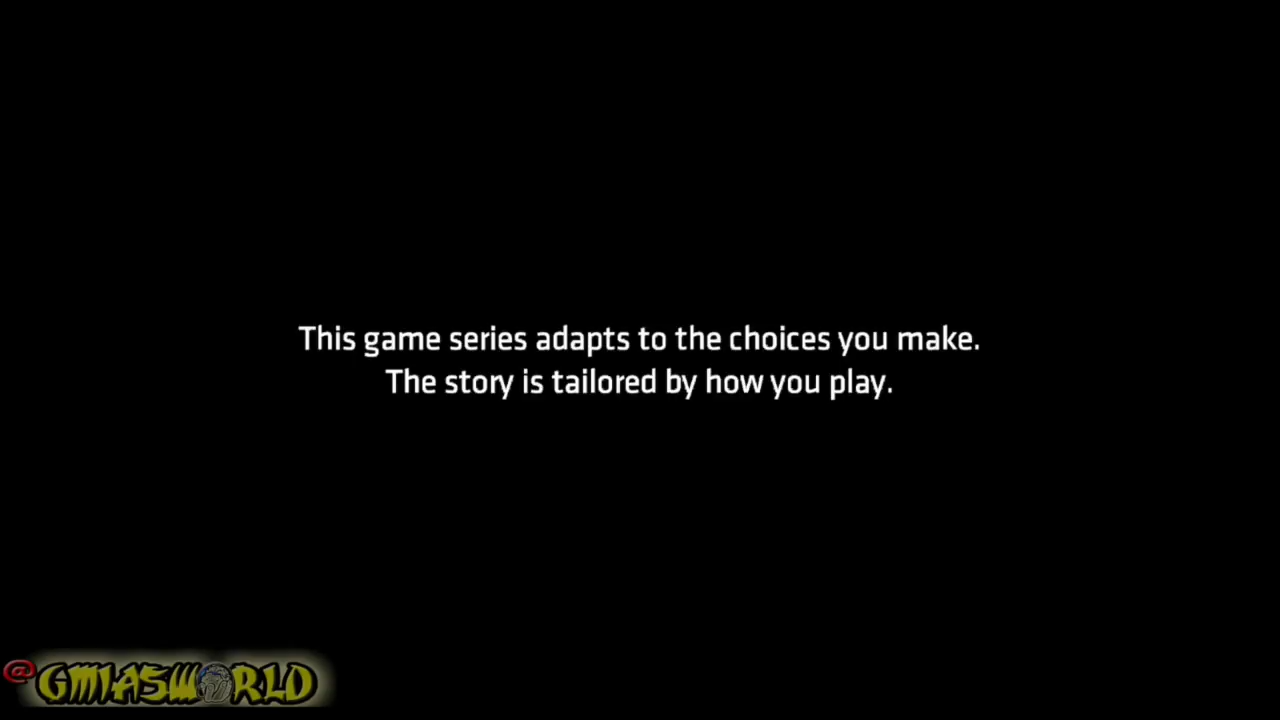 This game series adapts to the choices you make.
The story is tailored by how you play.
@GMIASWORLD